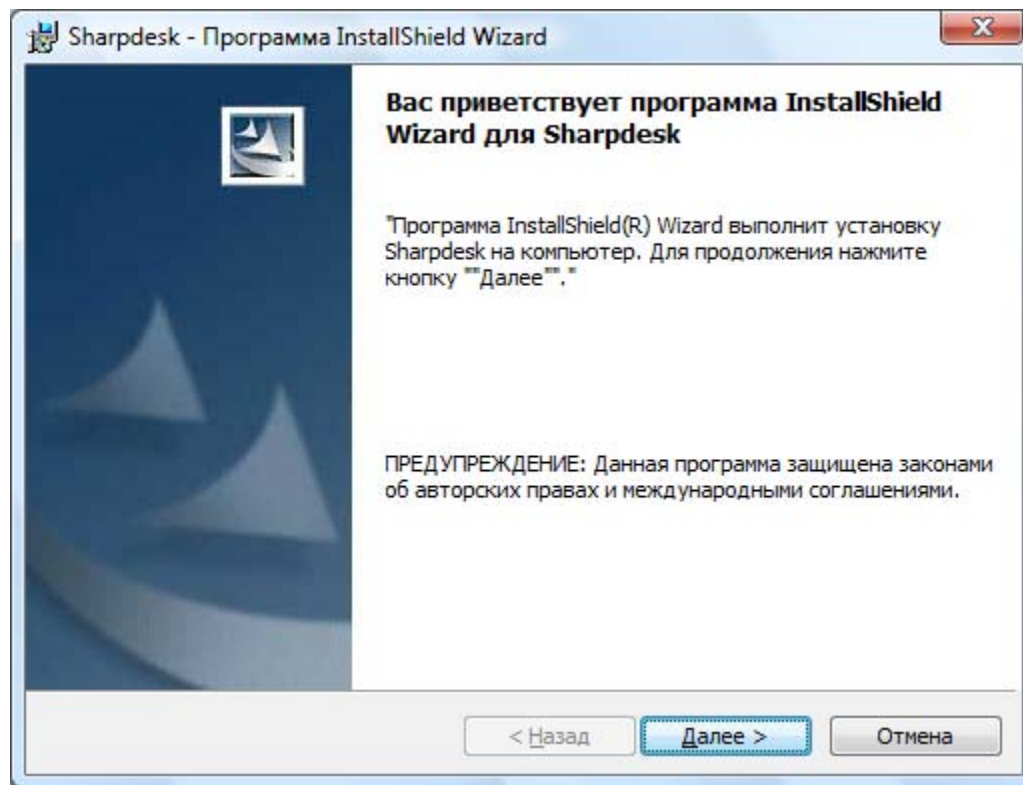 Sharpdesk - Программа InstallShield Wizard
Вас приветствует программа InstallShield
Wizard для Sharpdesk
"Программа InstallShield(R) Wizard выполнит установку
Sharpdesk на компьютер. Для продолжения нажмите
кнопку ""Далее""."
ПРЕДУПРЕЖДЕНИЕ: Данная программа защищена законами
об авторских правах и международными соглашениями.
< Назад
Далее >
Отмена